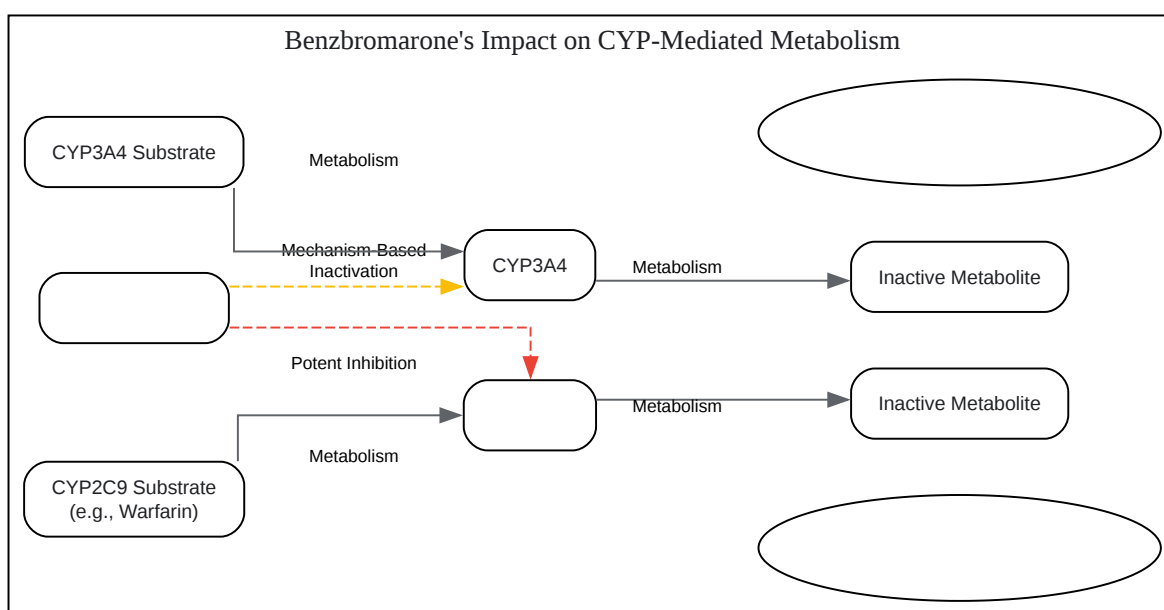 Benzbromarone's Impact on CYP-Mediated Metabolism
CYP3A4 Substrate
Metabolism
Mechanism-Based
Inactivation
CYP3A4
Metabolism
Inactive Metabolite
Potent Inhibition
Metabolism
Inactive Metabolite
Metabolism
CYP2C9 Substrate
(e.g., Warfarin)